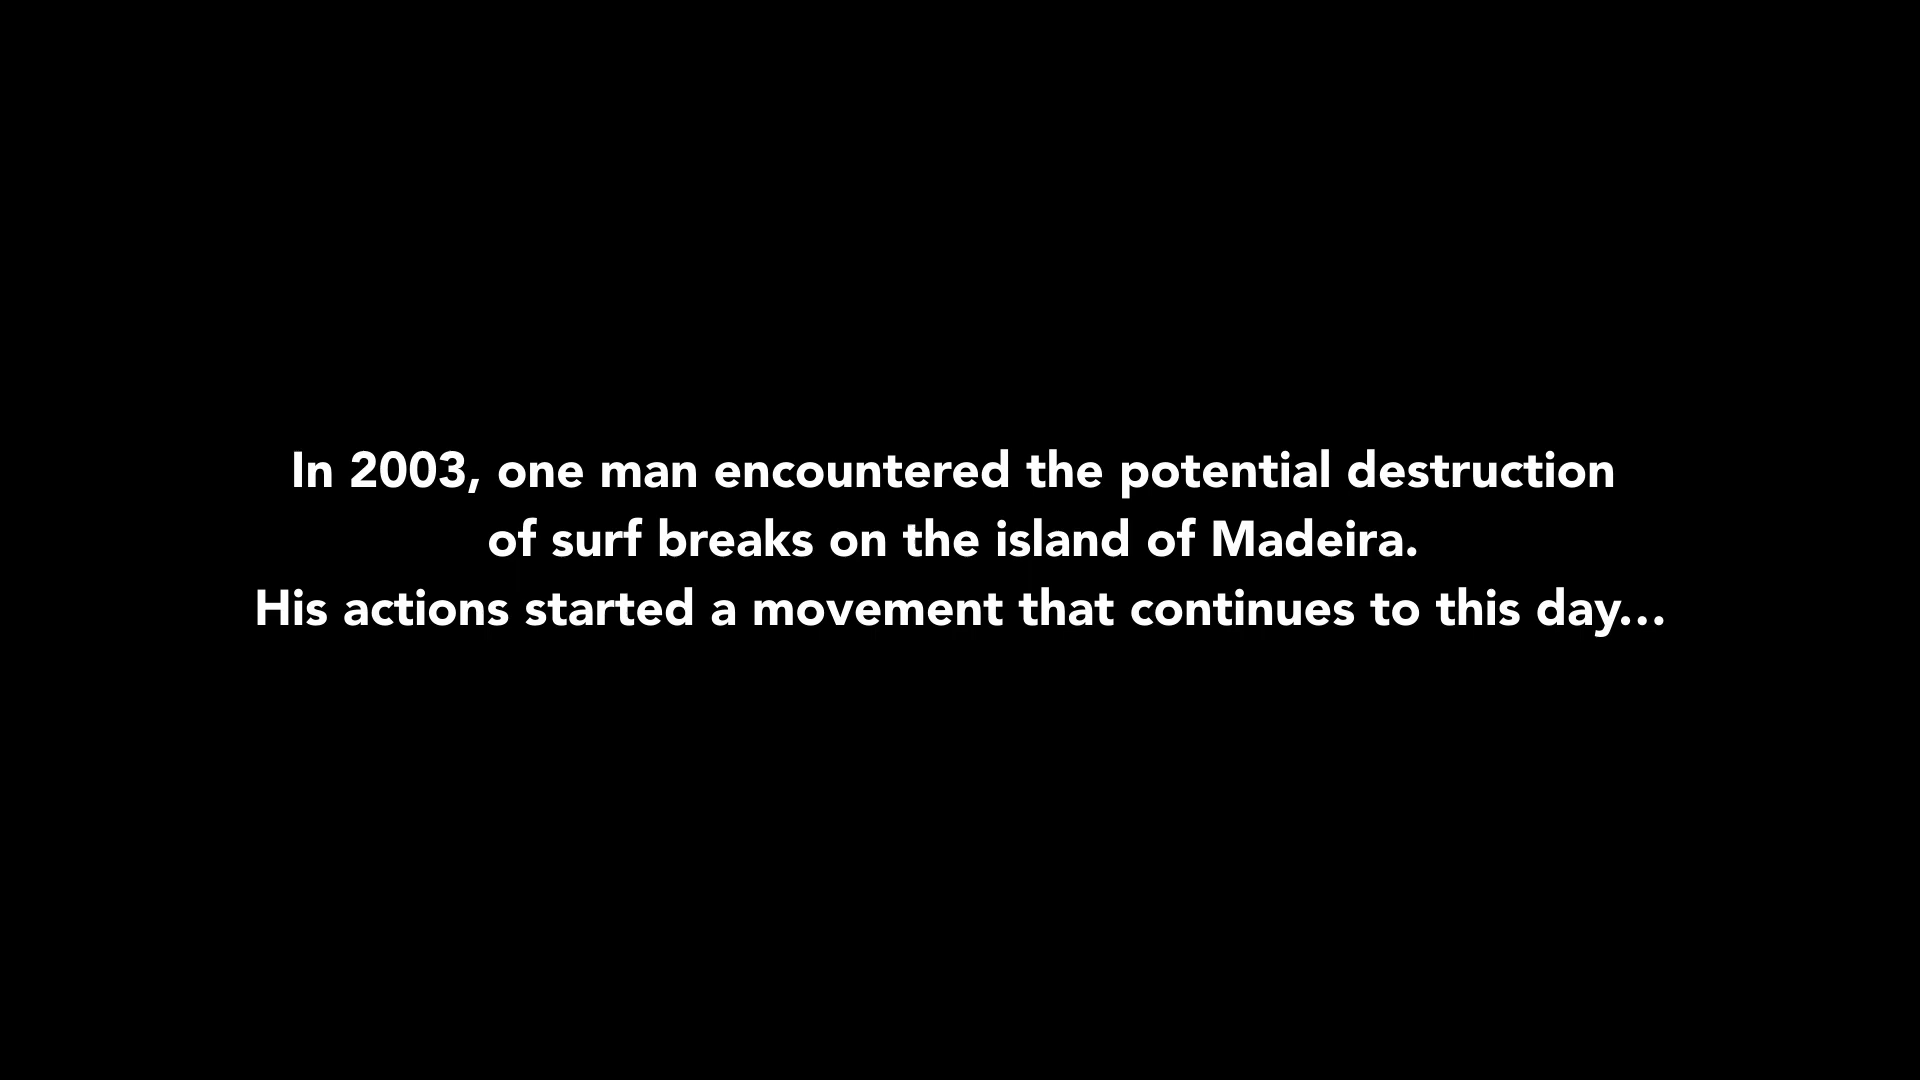 In 2003, one man encountered the potential destruction
of surf breaks on the island of Madeira.
His actions started a movement that continues to this day...